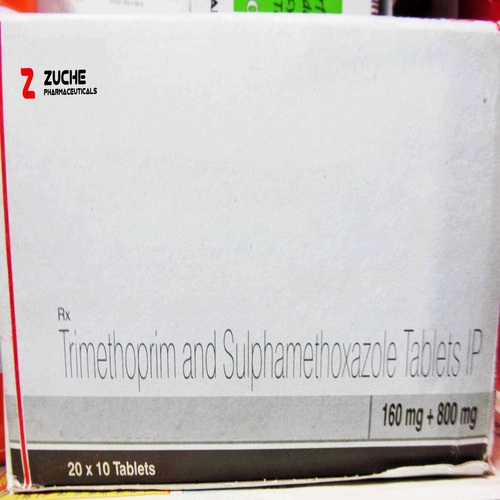 Z ZUCHE
PHARMACEUTICALS
Rx
Trimethoprim and Sulphamethoxazole Tablets IP
160 mg + 800 mg
20 x 10 Tablets